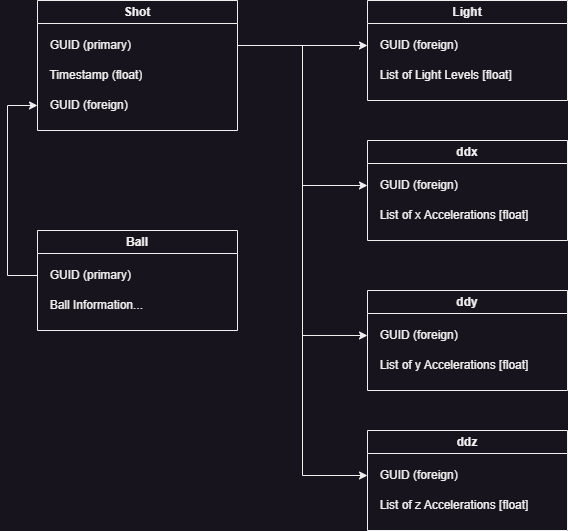 Shot
GUID (primary)
Timestamp (float)
GUID (foreign)
Ball
GUID (primary)
Ball Information...
Light
GUID (foreign)
List of Light Levels [float]
ddx
GUID (foreign)
List of x Accelerations [float]
ddy
GUID (foreign)
List of y Accelerations [float]
ddz
GUID (foreign)
List of z Accelerations [float]